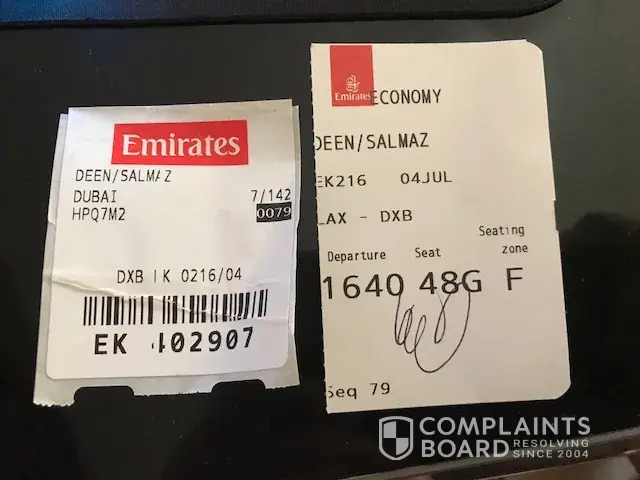 Emirates
DEEN/SALMAZ
DUBAI 7/142
HPQ7M2 0079
DXB K 0216/04
EK 402907
Emirates ECONOMY
DEEN/SALMAZ
EK216 04JUL
LAX - DXB
Departure Seat Seating zone
1640 48G F
Seq 79
COMPLAINTS
BOARD RESOLVING
SINCE 2004